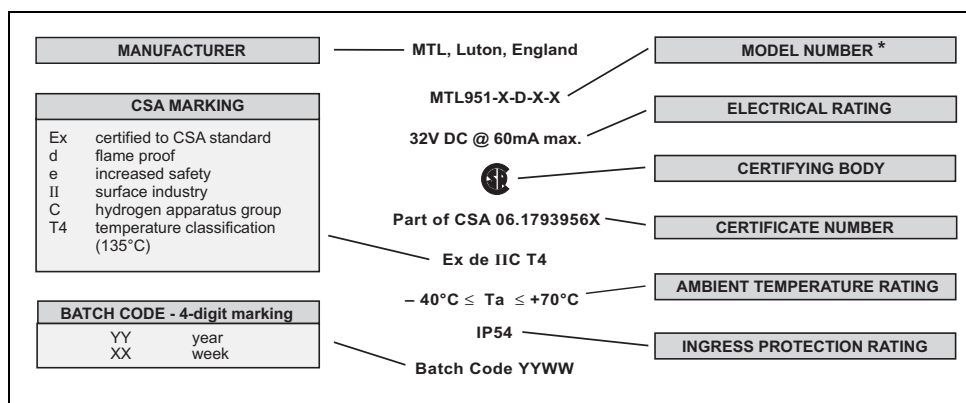 MANUFACTURER
CSA MARKING
Ex certified to CSA standard
d flame proof
e increased safety
II surface industry
C hydrogen apparatus group
T4 temperature classification
(135°C)
BATCH CODE - 4-digit marking
YY year
XX week
MTL, Luton, England
MTL951-X-D-X-X
32V DC @ 60mA max.
Part of CSA 06.1793956X
Ex de IIC T4
– 40°C ≤ Ta ≤ +70°C
IP54
Batch Code YYWW
MODEL NUMBER *
ELECTRICAL RATING
CERTIFYING BODY
CERTIFICATE NUMBER
AMBIENT TEMPERATURE RATING
INGRESS PROTECTION RATING